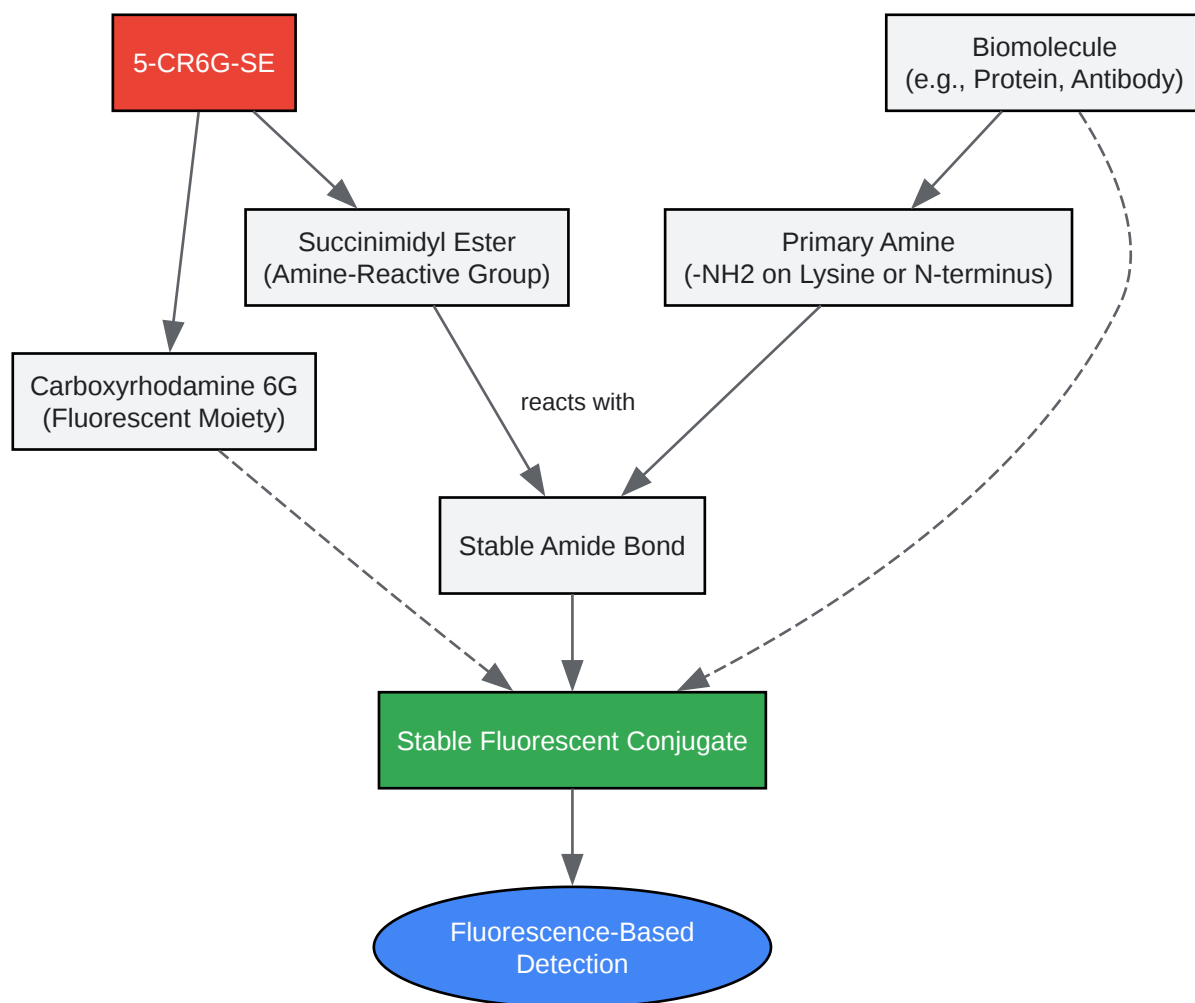 5-CR6G-SE
Biomolecule
(e.g., Protein, Antibody)
Succinimidyl Ester
(Amine-Reactive Group)
Primary Amine
(-NH2 on Lysine or N-terminus)
Carboxyrhodamine 6G
(Fluorescent Moiety)
reacts with
Stable Amide Bond
Stable Fluorescent Conjugate
Fluorescence-Based
Detection